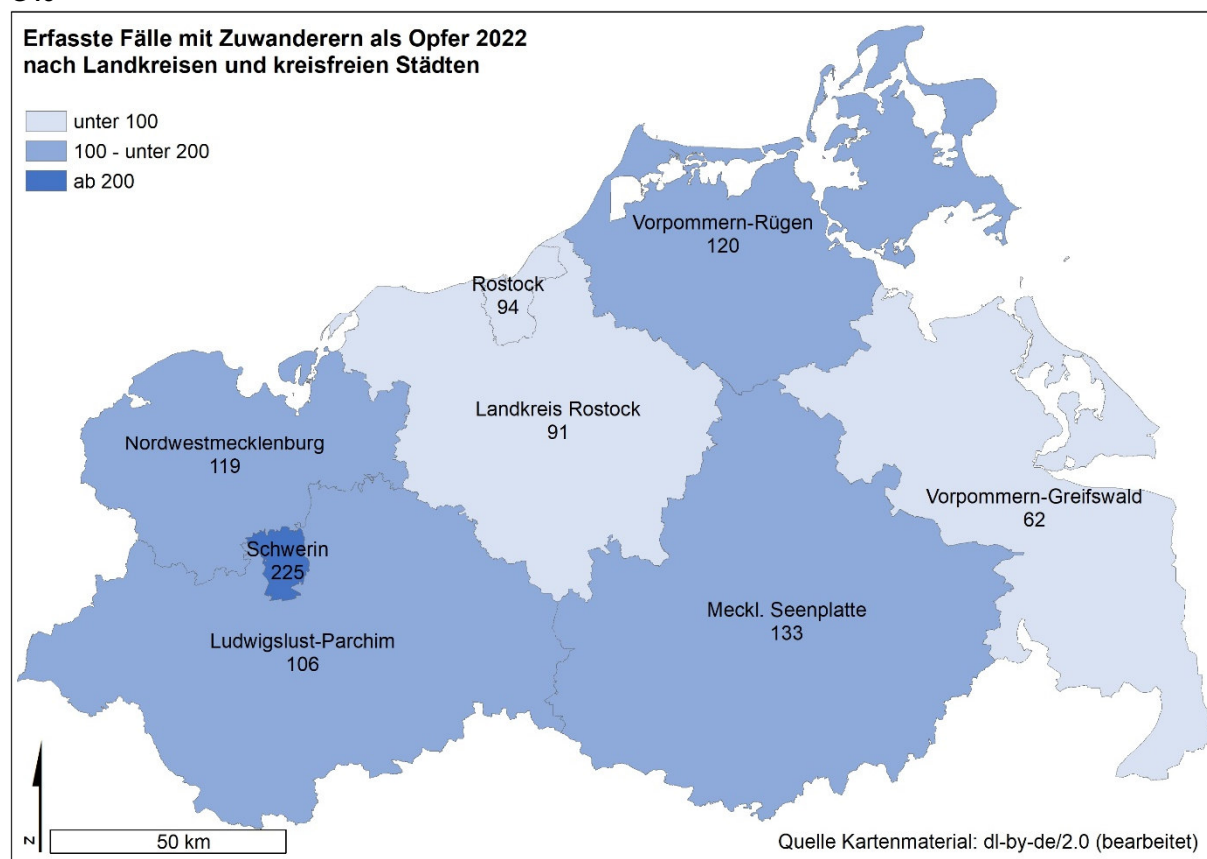 Erfasste Fälle mit Zuwanderern als Opfer 2022
nach Landkreisen und kreisfreien Städten
unter 100
100 - unter 200
ab 200
Vorpommern-Rügen
120
Rostock
94
Landkreis Rostock
91
Nordwestmecklenburg
119
Vorpommern-Greifswald
62
Schwerin
225
Meckl. Seenplatte
133
Ludwigslust-Parchim
106
N
50 km
Quelle Kartenmaterial: dl-by-de/2.0 (bearbeitet)